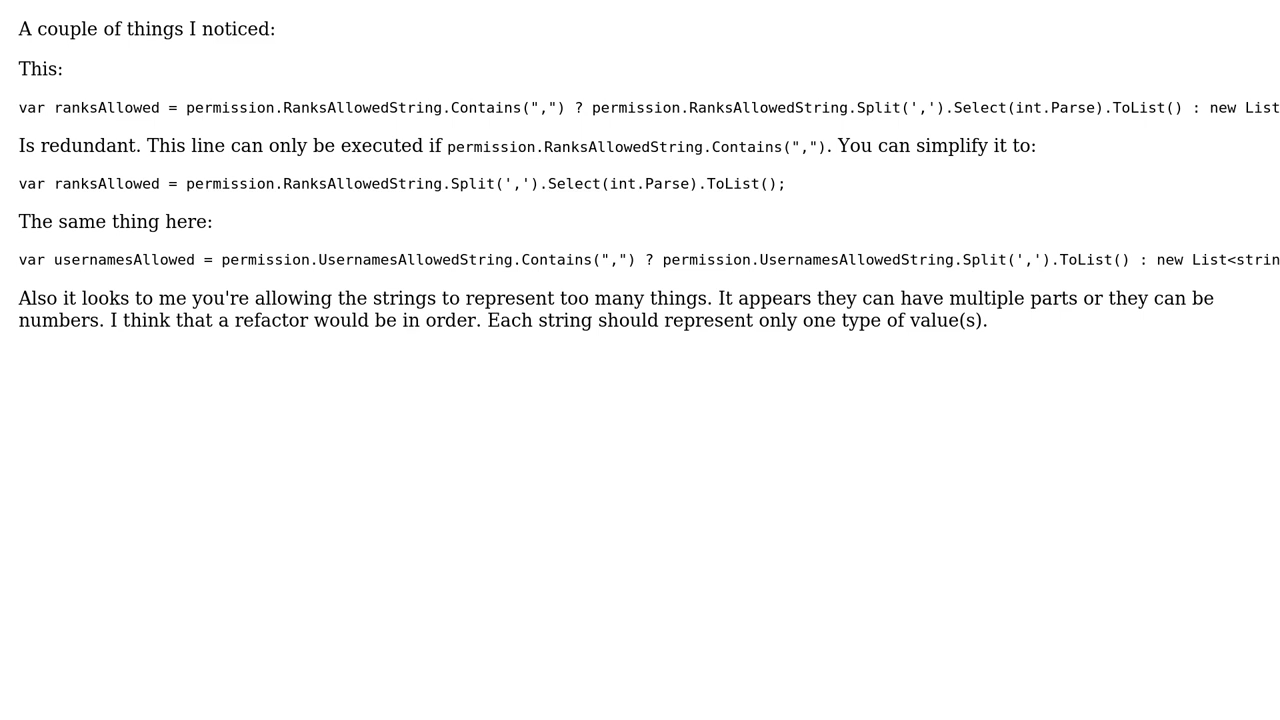 A couple of things I noticed:
This:
var ranksAllowed = permission.RanksAllowedString.Contains(",") ? permission.RanksAllowedString.Split(',').Select(int.Parse).ToList() : new List
Is redundant. This line can only be executed if permission.RanksAllowedString.Contains(","). You can simplify it to:
var ranksAllowed = permission.RanksAllowedString.Split(',').Select(int.Parse).ToList();
The same thing here:
var usernamesAllowed = permission.UsernamesAllowedString.Contains(",") ? permission.UsernamesAllowedString.Split(',').ToList() : new List<strin
Also it looks to me you're allowing the strings to represent too many things. It appears they can have multiple parts or they can be
numbers. I think that a refactor would be in order. Each string should represent only one type of value(s).